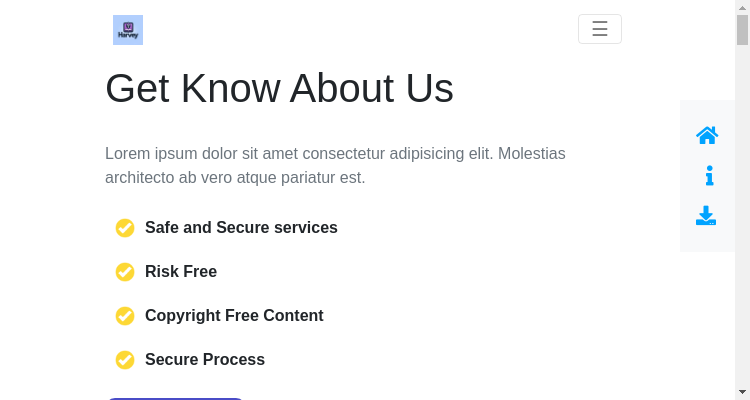 Harvey
Get Know About Us
Lorem ipsum dolor sit amet consectetur adipisicing elit. Molestias
architecto ab vero atque pariatur est.
Safe and Secure services
Risk Free
Copyright Free Content
Secure Process